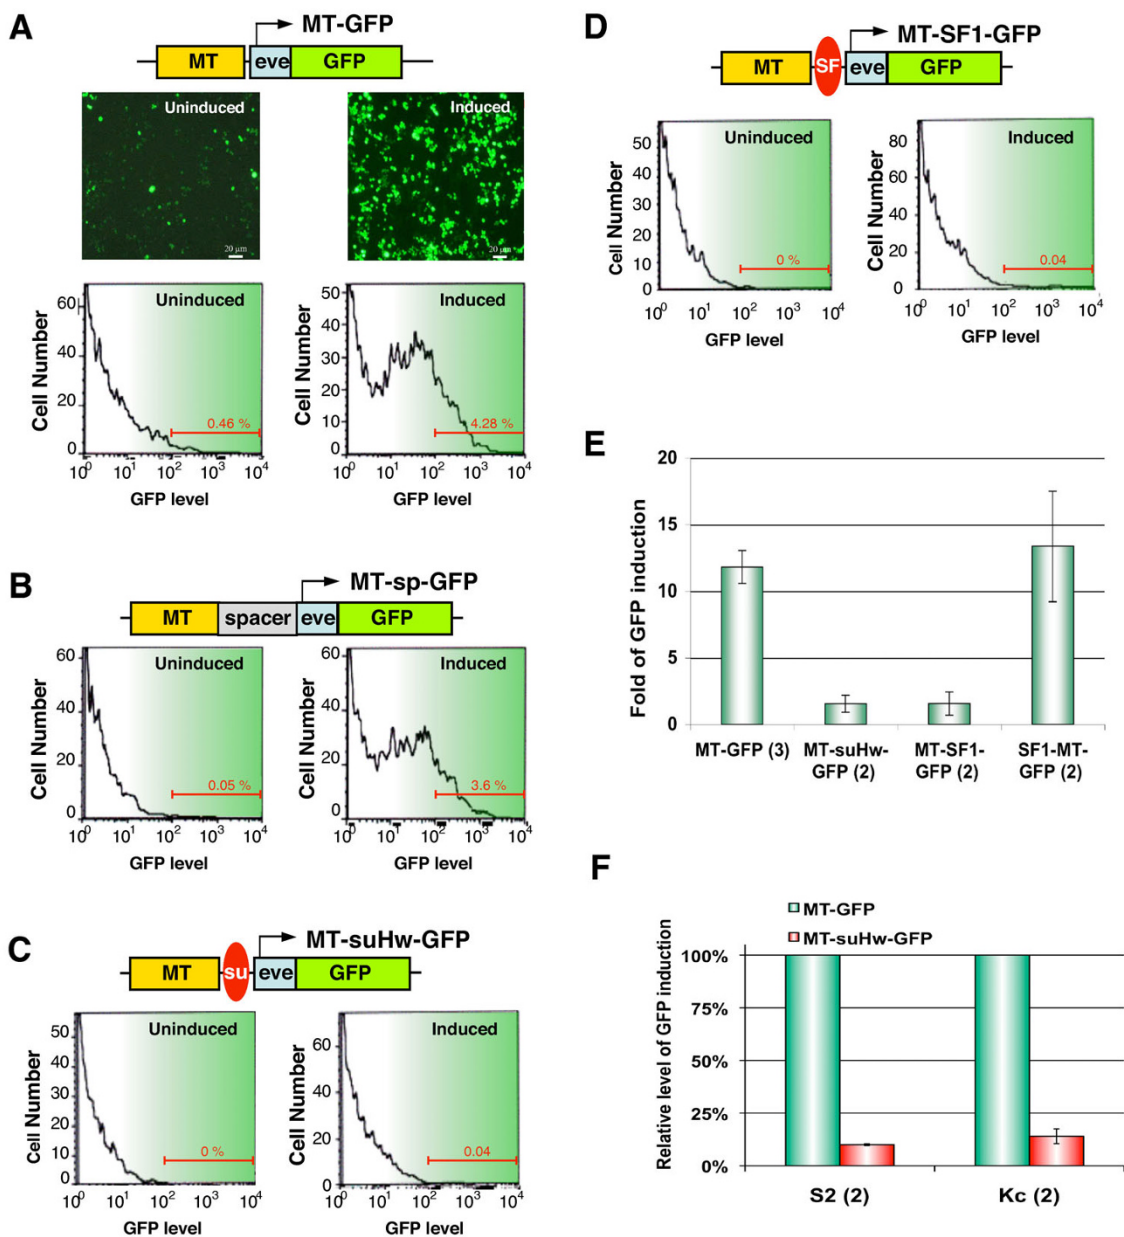 A
MT-GFP
MT eve GFP
Uninduced
20 µm
Induced
20 µm
Uninduced
Cell Number
60
40
20
0
0.46 %
10⁰ 10¹ 10² 10³ 10⁴
GFP level
Induced
Cell Number
50
40
30
20
10
0
4.28 %
10⁰ 10¹ 10² 10³ 10⁴
GFP level
B
MT-sp-GFP
MT spacer eve GFP
Uninduced
Cell Number
60
40
20
0
0.05 %
10⁰ 10¹ 10² 10³ 10⁴
GFP level
Induced
Cell Number
60
40
20
0
3.6 %
10⁰ 10¹ 10² 10³ 10⁴
GFP level
C
MT-suHw-GFP
MT su eve GFP
Uninduced
Cell Number
50
40
30
20
10
0
0 %
10⁰ 10¹ 10² 10³ 10⁴
GFP level
Induced
Cell Number
60
40
20
0
0.04
10⁰ 10¹ 10² 10³ 10⁴
GFP level
D
MT-SF1-GFP
MT SF eve GFP
Uninduced
Cell Number
50
40
30
20
10
0
0 %
10⁰ 10¹ 10² 10³ 10⁴
GFP level
Induced
Cell Number
80
60
40
20
0
0.04
10⁰ 10¹ 10² 10³ 10⁴
GFP level
E
Fold of GFP induction
20
15
10
5
0
MT-GFP (3) MT-suHw- MT-SF1- SF1-MT-
GFP (2) GFP (2) GFP (2)
F
MT-GFP
MT-suHw-GFP
Relative level of GFP induction
100%
75%
50%
25%
0%
S2 (2) Kc (2)